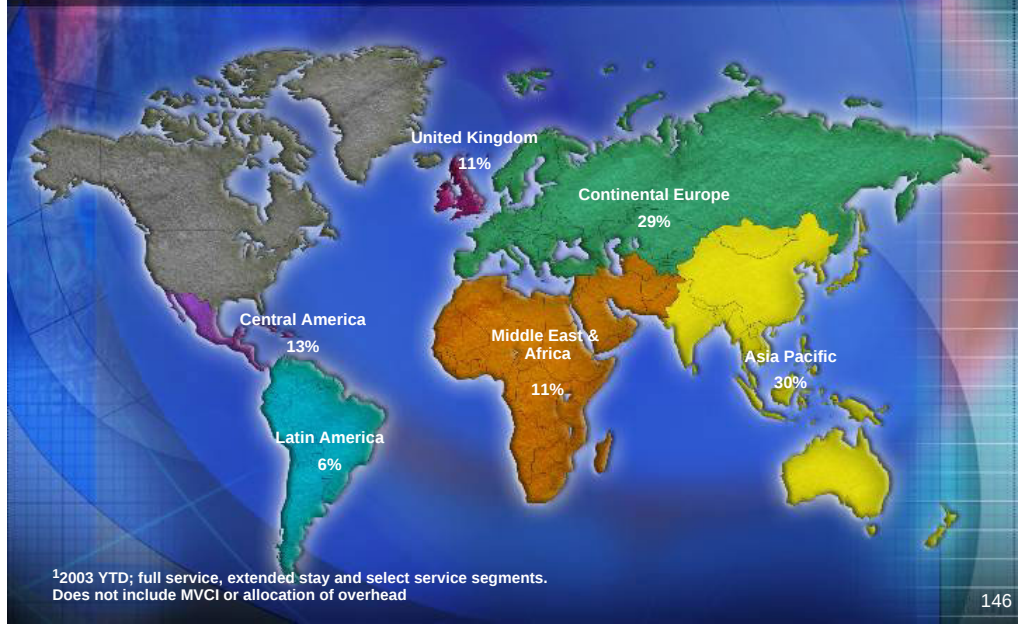 United Kingdom
11%
Continental Europe
29%
Central America
13%
Middle East &
Africa
11%
Asia Pacific
30%
Latin America
6%
12003 YTD; full service, extended stay and select service segments.
Does not include MVCI or allocation of overhead
146